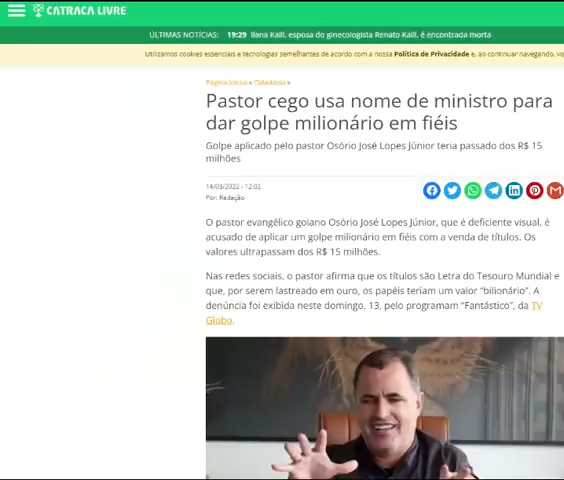 CATRACA LIVRE
ÚLTIMAS NOTÍCIAS: 19:29 Ilana Kalil, esposa do ginecologista Renato Kalil, é encontrada morta
Utilizamos cookies essenciais e tecnologias semelhantes de acordo com a nossa Política de Privacidade e, ao continuar navegando, vo
Página Inicial » Cidadania »
Pastor cego usa nome de ministro para
dar golpe milionário em fiéis
Golpe aplicado pelo pastor Osório José Lopes Júnior teria passado dos R$ 15
milhões
14/03/2022 - 12:02
Por: Redação
O pastor evangélico goiano Osório José Lopes Júnior, que é deficiente visual, é
acusado de aplicar um golpe milionário em fiéis com a venda de títulos. Os
valores ultrapassam dos R$ 15 milhões.
Nas redes sociais, o pastor afirma que os títulos são Letra do Tesouro Mundial e
que, por serem lastreado em ouro, os papéis teriam um valor “bilionário”. A
denúncia foi exibida neste domingo, 13, pelo programam “Fantástico”, da TV
Globo.